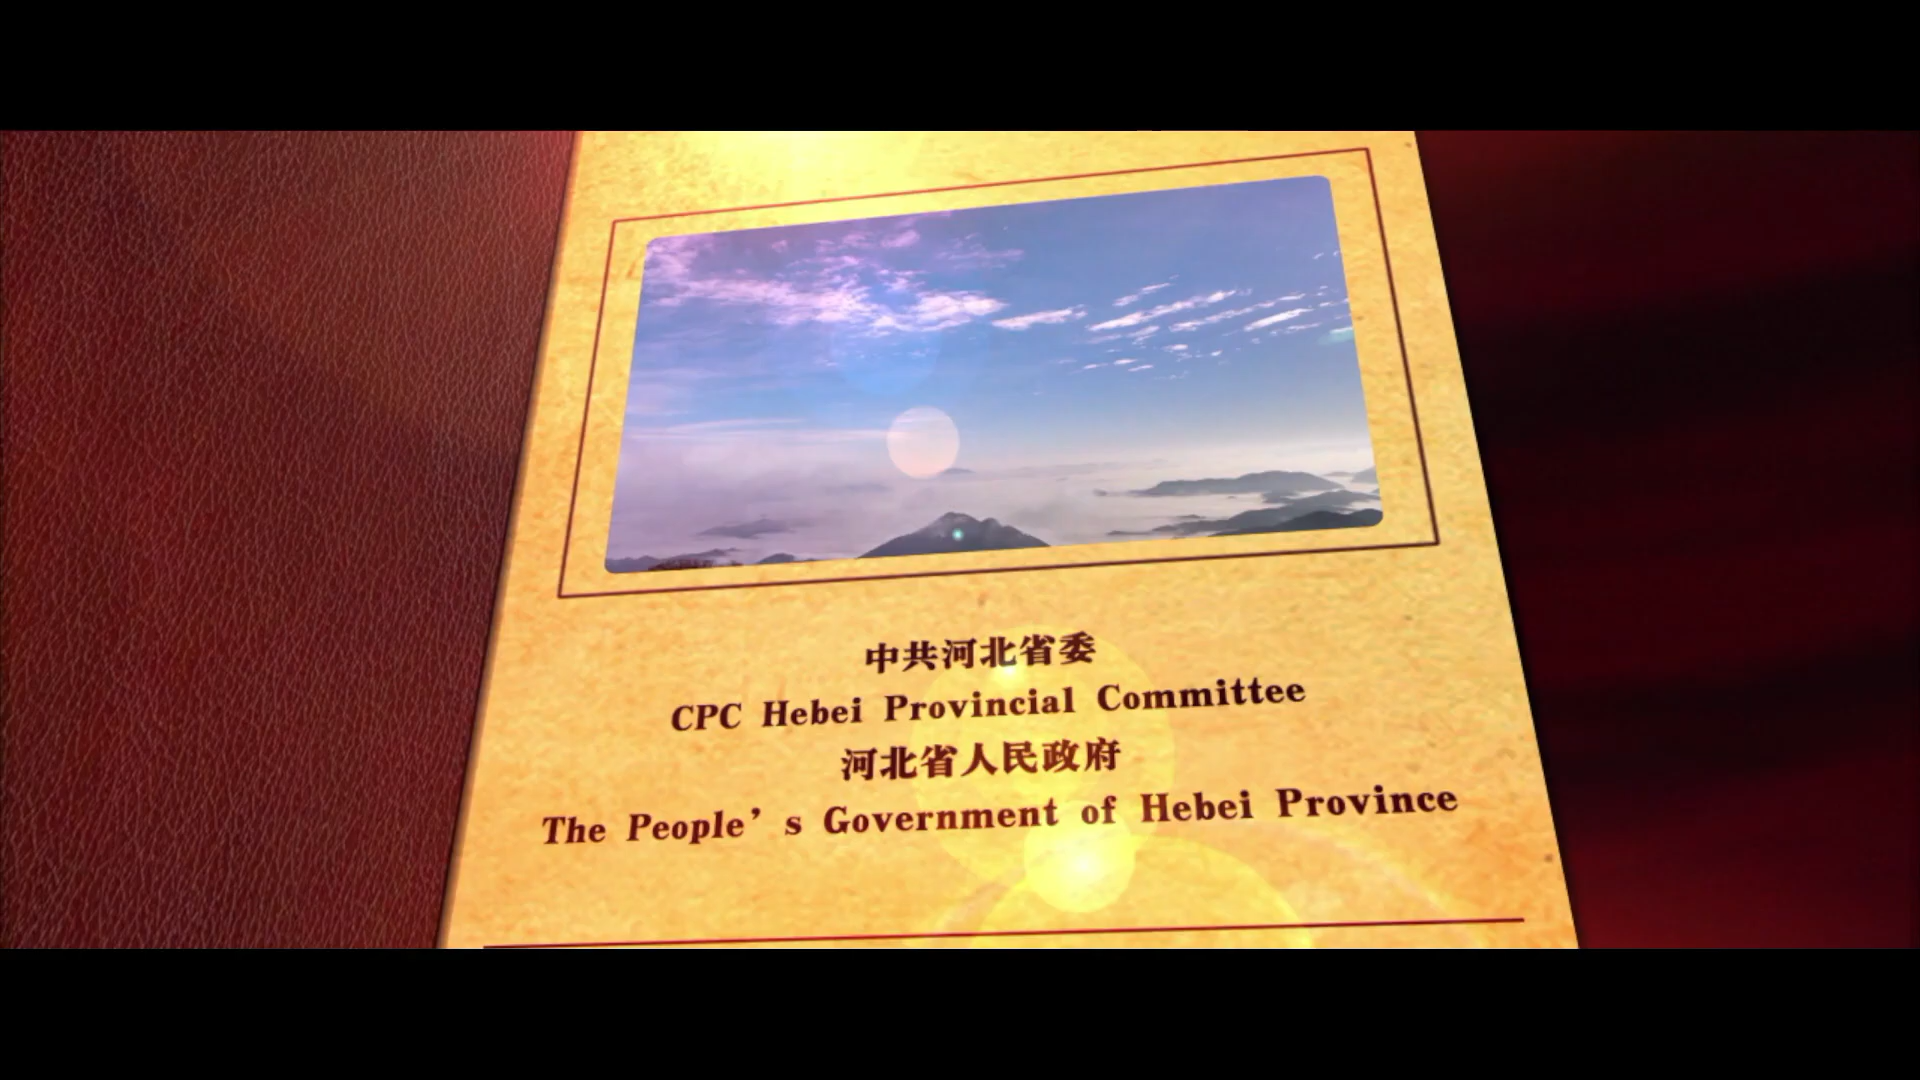 中共河北省委
CPC Hebei Provincial Committee
河北省人民政府
The People’s Government of Hebei Province